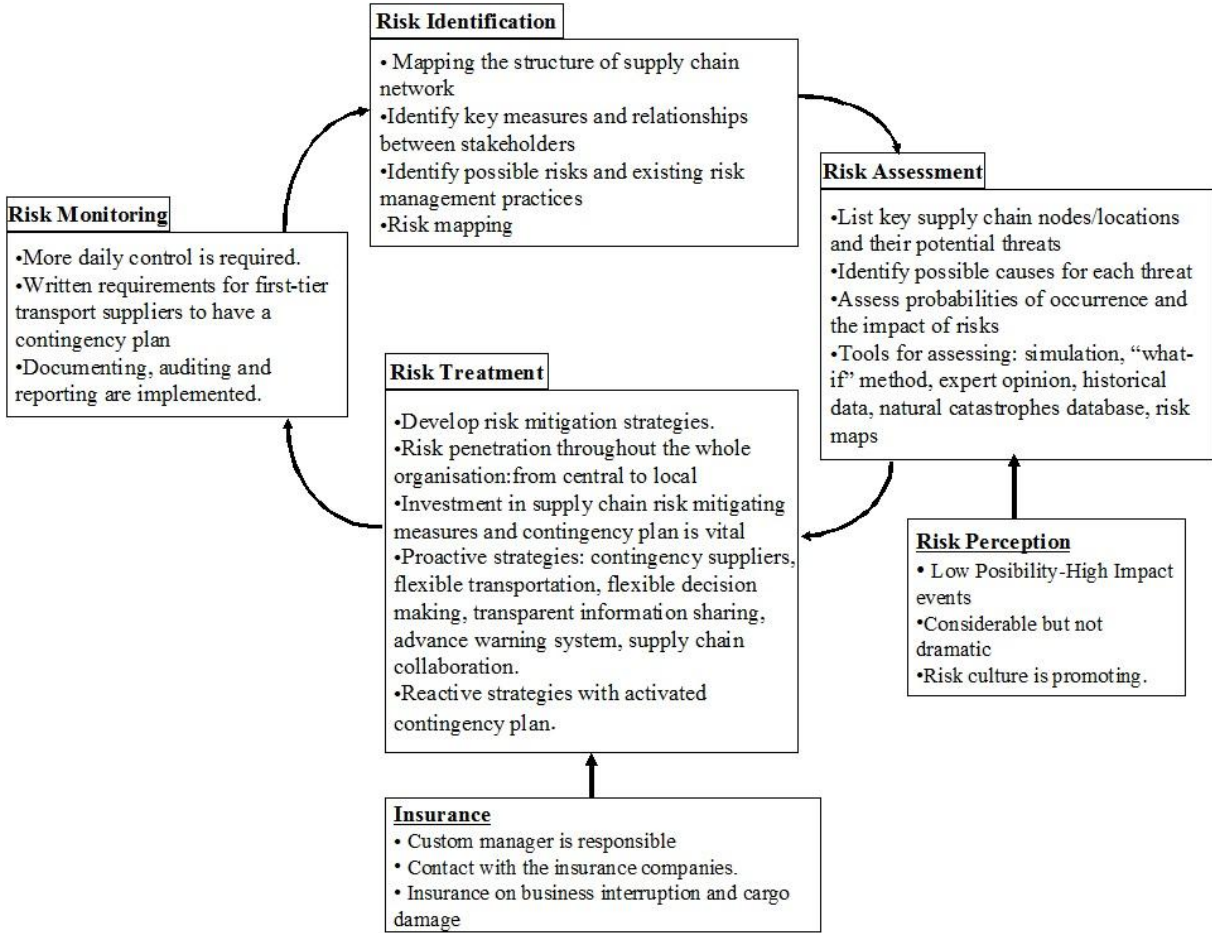 Risk Identification
• Mapping the structure of supply chain
network
•Identify key measures and relationships
between stakeholders
•Identify possible risks and existing risk
management practices
•Risk mapping
Risk Assessment
•List key supply chain nodes/locations
and their potential threats
•Identify possible causes for each threat
•Assess probabilities of occurrence and
the impact of risks
•Tools for assessing: simulation, “what-
if” method, expert opinion, historical
data, natural catastrophes database, risk
maps
Risk Monitoring
•More daily control is required.
•Written requirements for first-tier
transport suppliers to have a
contingency plan
•Documenting, auditing and
reporting are implemented.
Risk Treatment
•Develop risk mitigation strategies.
•Risk penetration throughout the whole
organisation:from central to local
•Investment in supply chain risk mitigating
measures and contingency plan is vital
•Proactive strategies: contingency suppliers,
flexible transportation, flexible decision
making, transparent information sharing,
advance warning system, supply chain
collaboration.
•Reactive strategies with activated
contingency plan.
Risk Perception
• Low Posibility-High Impact
events
•Considerable but not
dramatic
•Risk culture is promoting.
Insurance
• Custom manager is responsible
• Contact with the insurance companies.
• Insurance on business interruption and cargo
damage